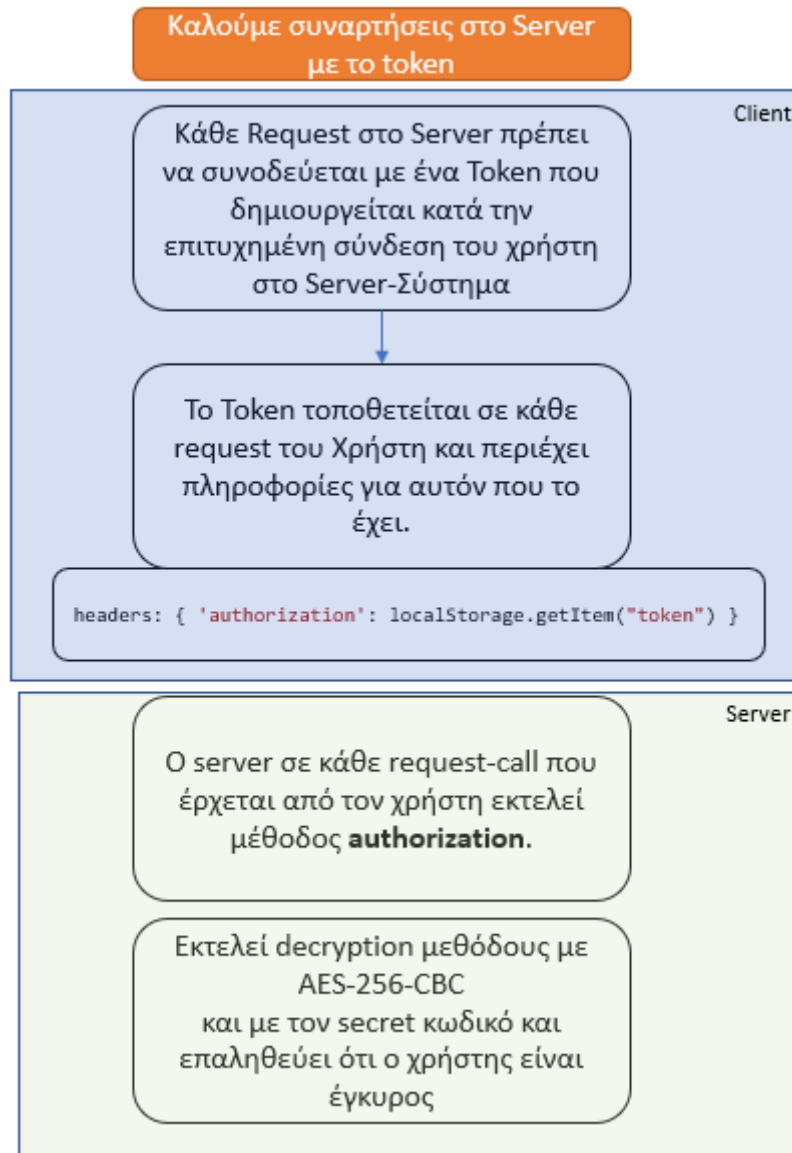 Καλούμε συναρτήσεις στο Server
με το token
Client
Κάθε Request στο Server πρέπει
να συνοδεύεται με ένα Token που
δημιουργείται κατά την
επιτυχημένη σύνδεση του χρήστη
στο Server-Σύστημα
Το Token τοποθετείται σε κάθε
request του Χρήστη και περιέχει
πληροφορίες για αυτόν που το
έχει.
headers: { 'authorization': localStorage.getItem("token") }
Server
Ο server σε κάθε request-call που
έρχεται από τον χρήστη εκτελεί
μέθοδος authorization.
Εκτελεί decryption μεθόδους με
AES-256-CBC
και με τον secret κωδικό και
επαληθεύει ότι ο χρήστης είναι
έγκυρος